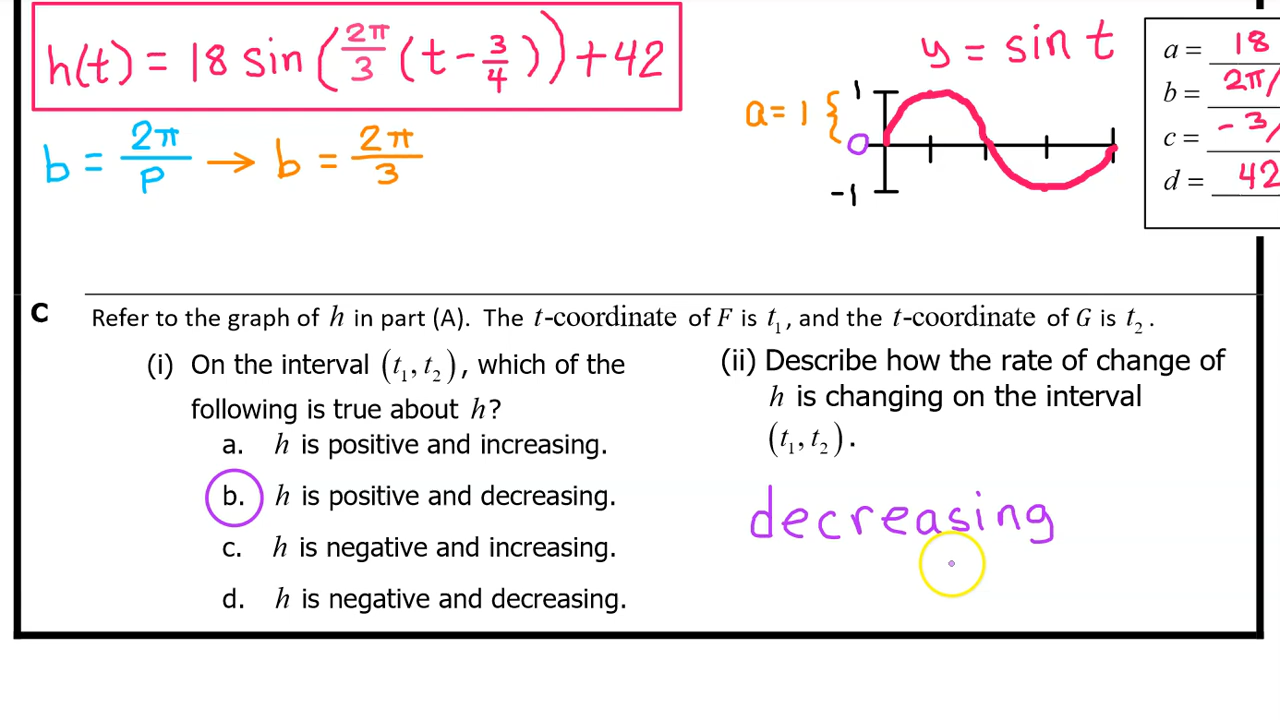 h(t) = 18 sin(2π/3 (t - 3/4)) + 42
y = sin t
a = 18
b = 2π/
c = -3/
d = 42
a = 1 { 1
0
-1
b = 2π/P → b = 2π/3
C Refer to the graph of h in part (A). The t-coordinate of F is t₁, and the t-coordinate of G is t₂.
(i) On the interval (t₁, t₂), which of the
following is true about h?
a. h is positive and increasing.
b. h is positive and decreasing.
c. h is negative and increasing.
d. h is negative and decreasing.
(ii) Describe how the rate of change of
h is changing on the interval
(t₁, t₂).
decreasing